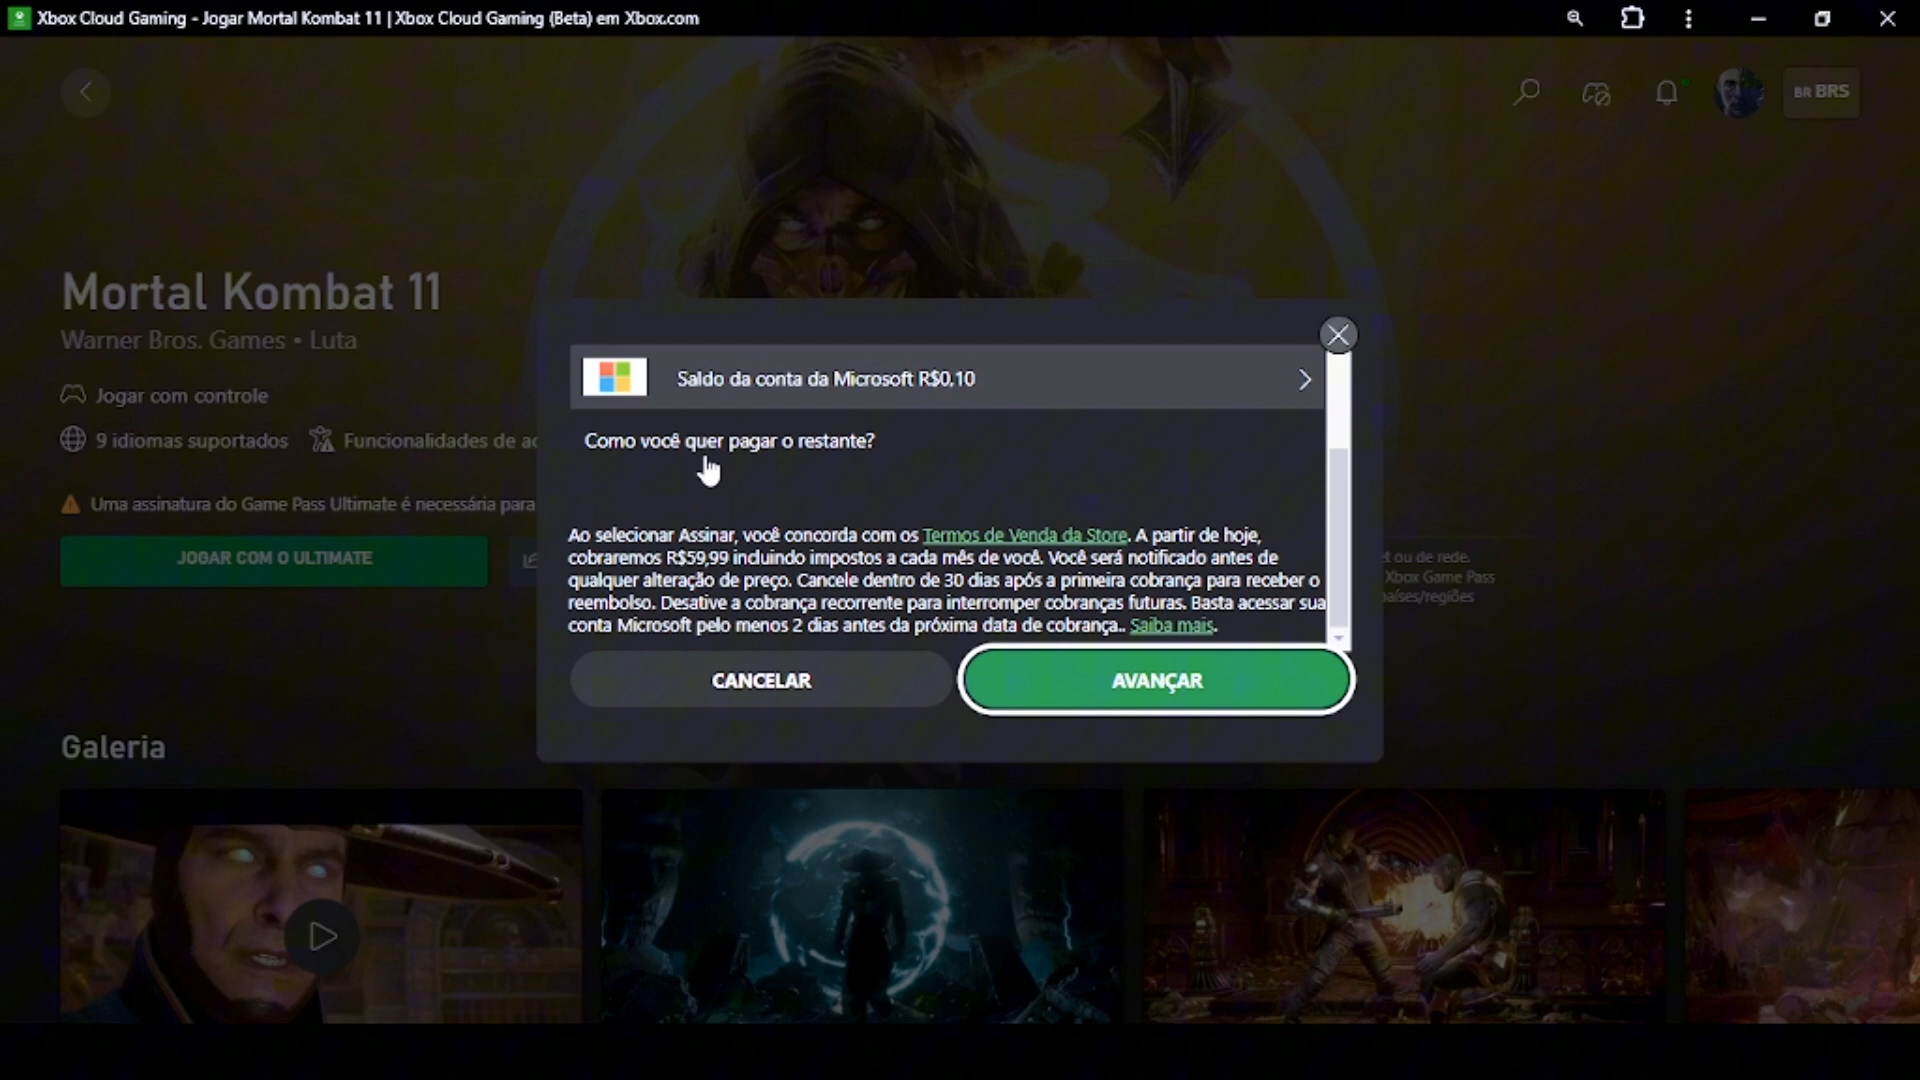 Xbox Cloud Gaming - Jogar Mortal Kombat 11 | Xbox Cloud Gaming (Beta) em Xbox.com
BR BRS
Mortal Kombat 11
Warner Bros. Games • Luta
Jogar com controle
9 idiomas suportados
Funcionalidades de
Uma assinatura do Game Pass Ultimate é necessária para
JOGAR COM O ULTIMATE
Saldo da conta da Microsoft R$0,10
Como você quer pagar o restante?
Ao selecionar Assinar, você concorda com os Termos de Venda da Store. A partir de hoje,
cobraremos R$59,99 incluindo impostos a cada mês de você. Você será notificado antes de
qualquer alteração de preço. Cancele dentro de 30 dias após a primeira cobrança para receber o
reembolso. Desative a cobrança recorrente para interromper cobranças futuras. Basta acessar sua
conta Microsoft pelo menos 2 dias antes da próxima data de cobrança.. Saiba mais.
CANCELAR
AVANÇAR
ou de rede.
Xbox Game Pass
países/regiões
Galeria